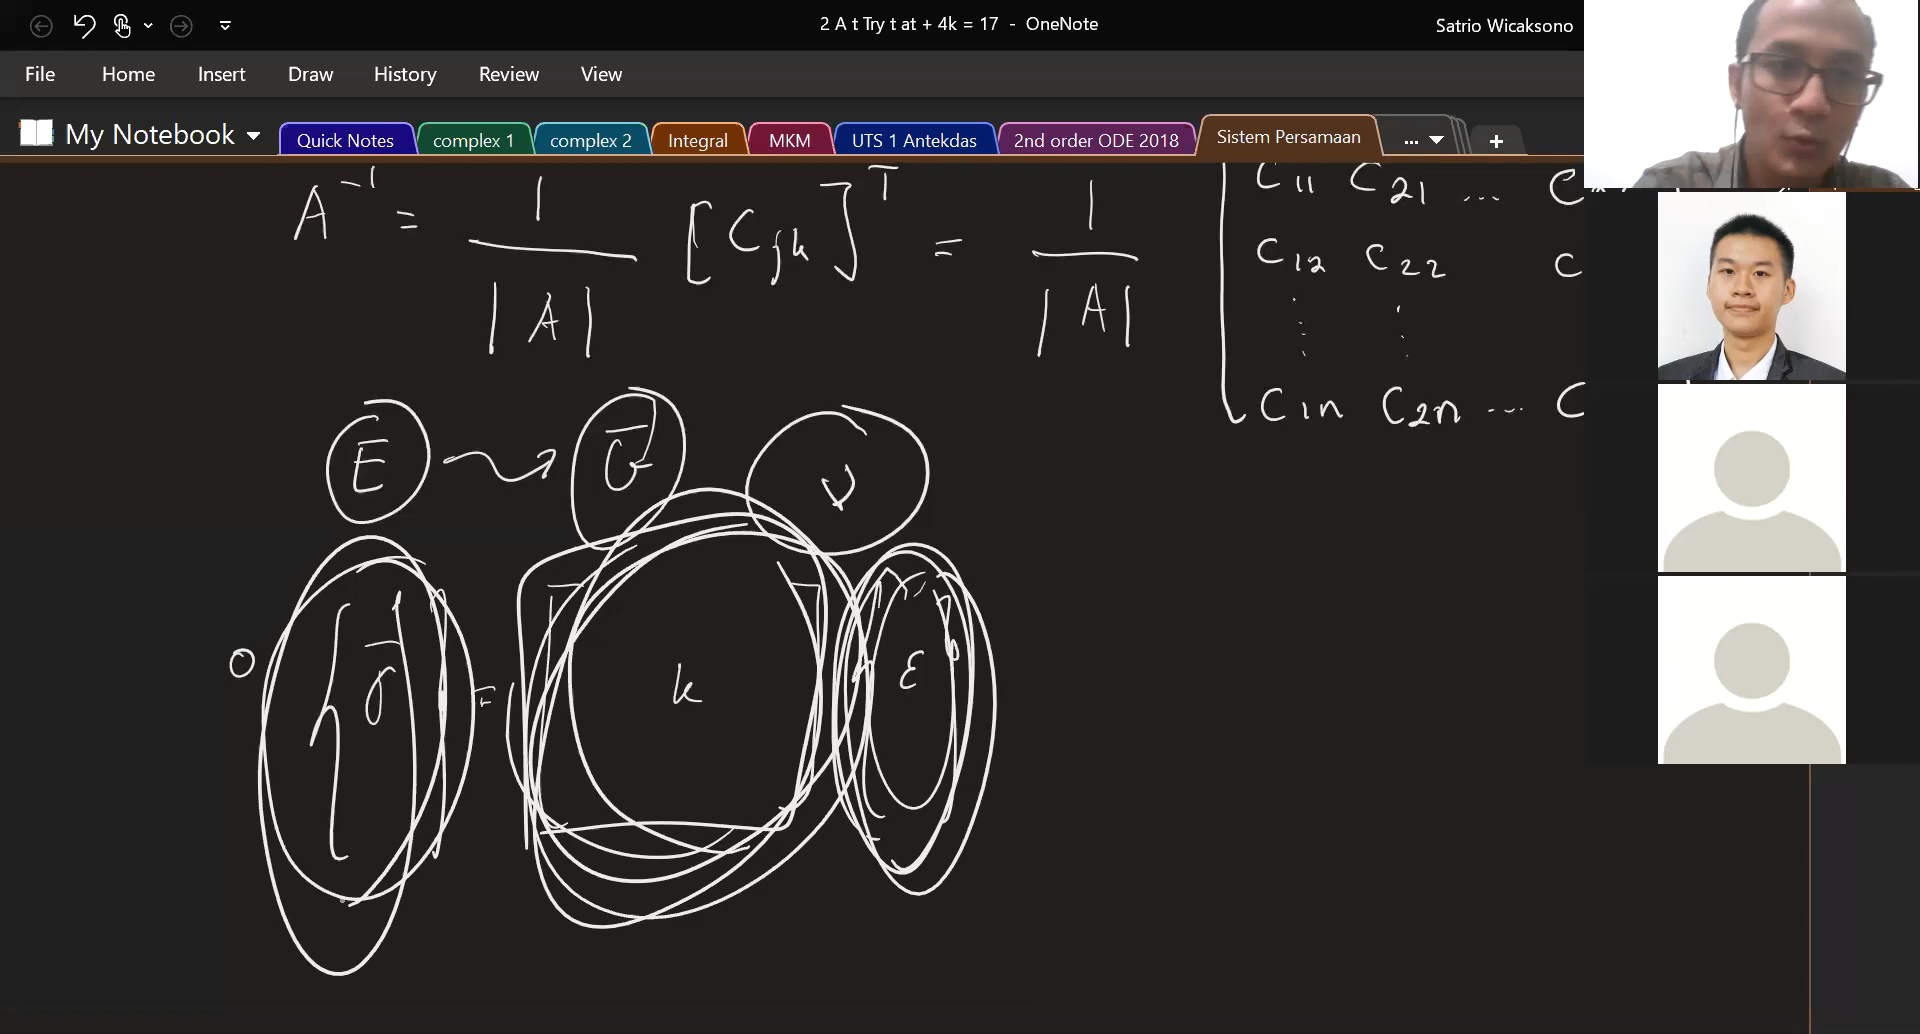 2 A t Try t at + 4k = 17 - OneNote
Satrio Wicaksono
File Home Insert Draw History Review View
My Notebook
Quick Notes complex 1 complex 2 Integral MKM UTS 1 Antekdas 2nd order ODE 2018 Sistem Persamaan ... +
A⁻¹ = 1/|A| [C_jk]ᵀ = 1/|A| [
C₁₁ C₂₁ ... C
C₁₂ C₂₂ C
⋮ ⋮
C₁n C₂n ... C
E σ̄ ν
0 { σ̄ } = [ k ] { ε }